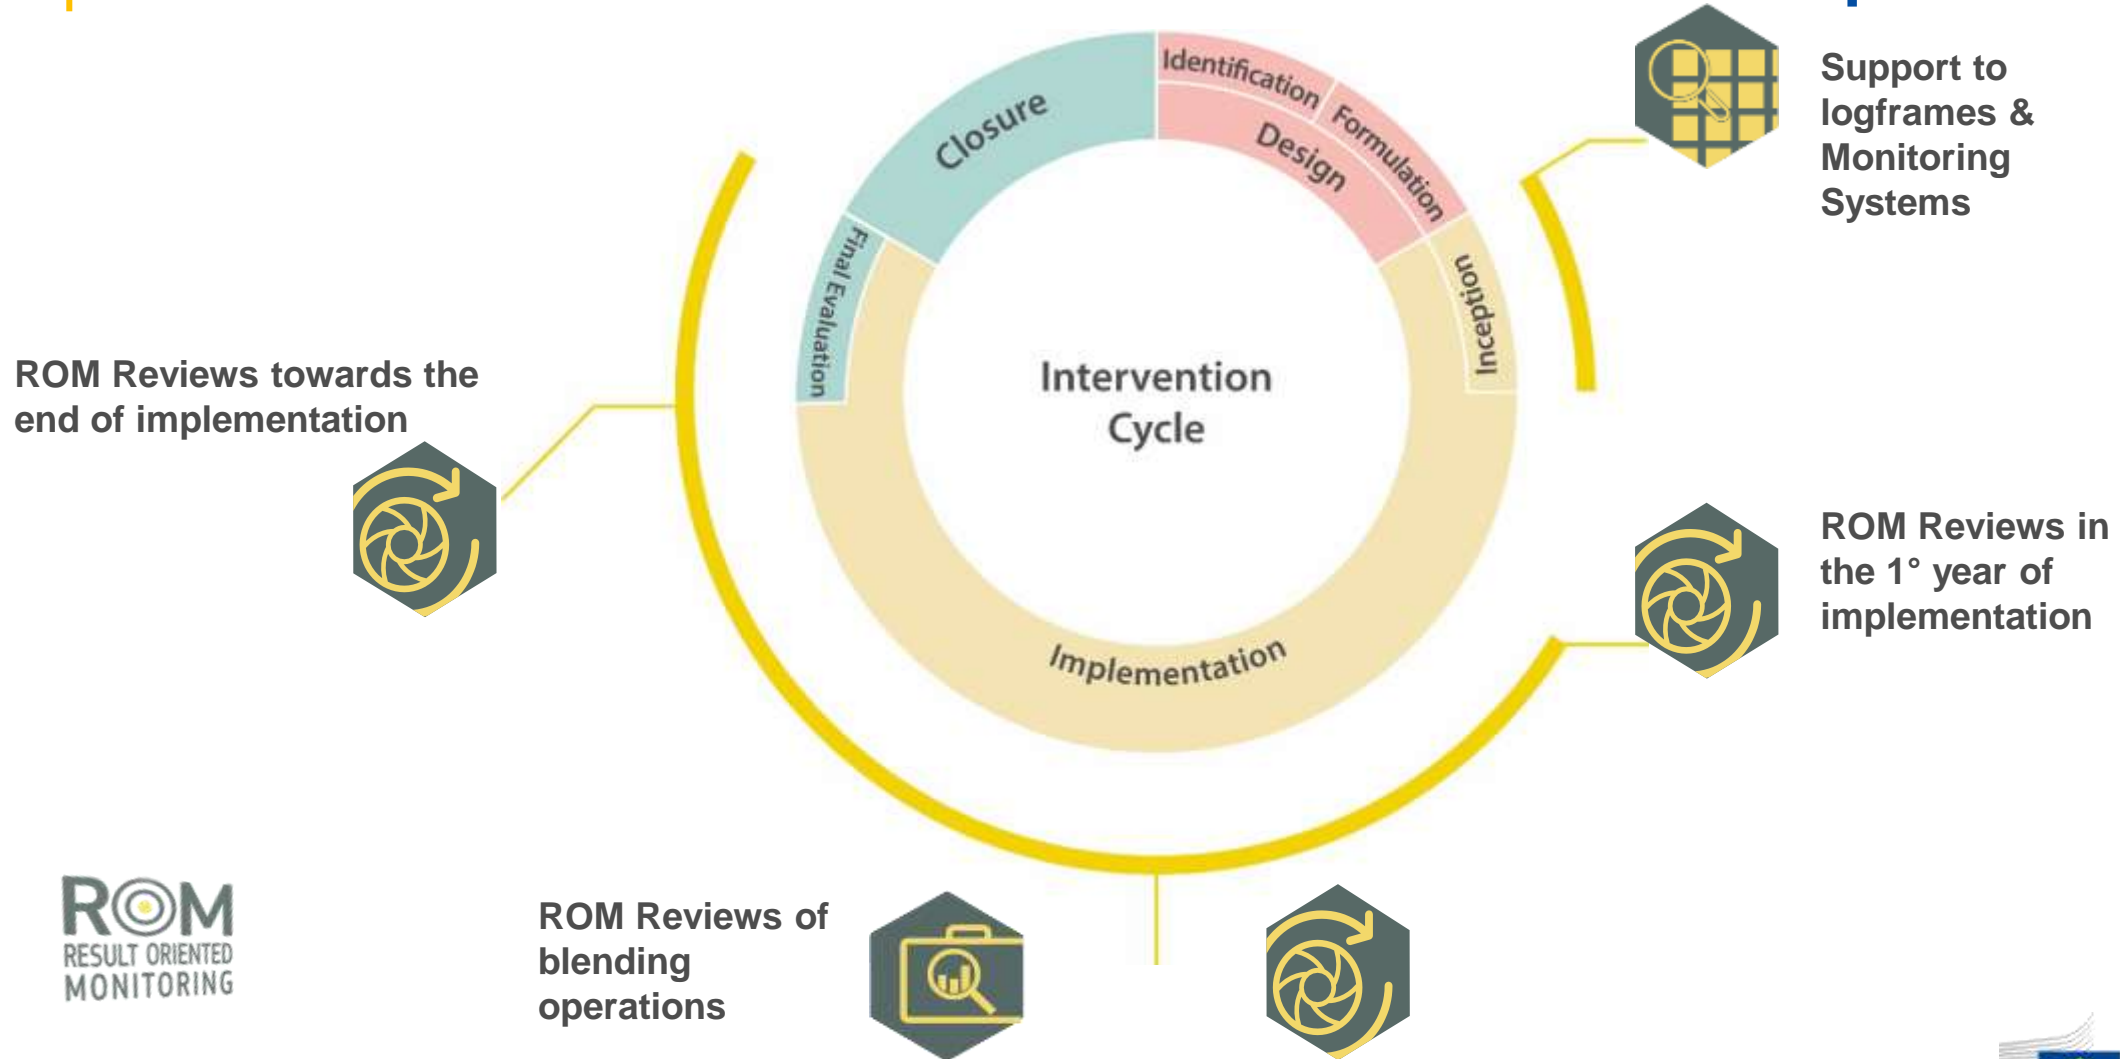 Identification
Formulation
Design
Closure
Inception
Final Evaluation
Intervention
Cycle
Implementation
Support to
logframes &
Monitoring
Systems
ROM Reviews towards the
end of implementation
ROM Reviews in
the 1° year of
implementation
ROM Reviews of
blending
operations
ROM
RESULT ORIENTED
MONITORING